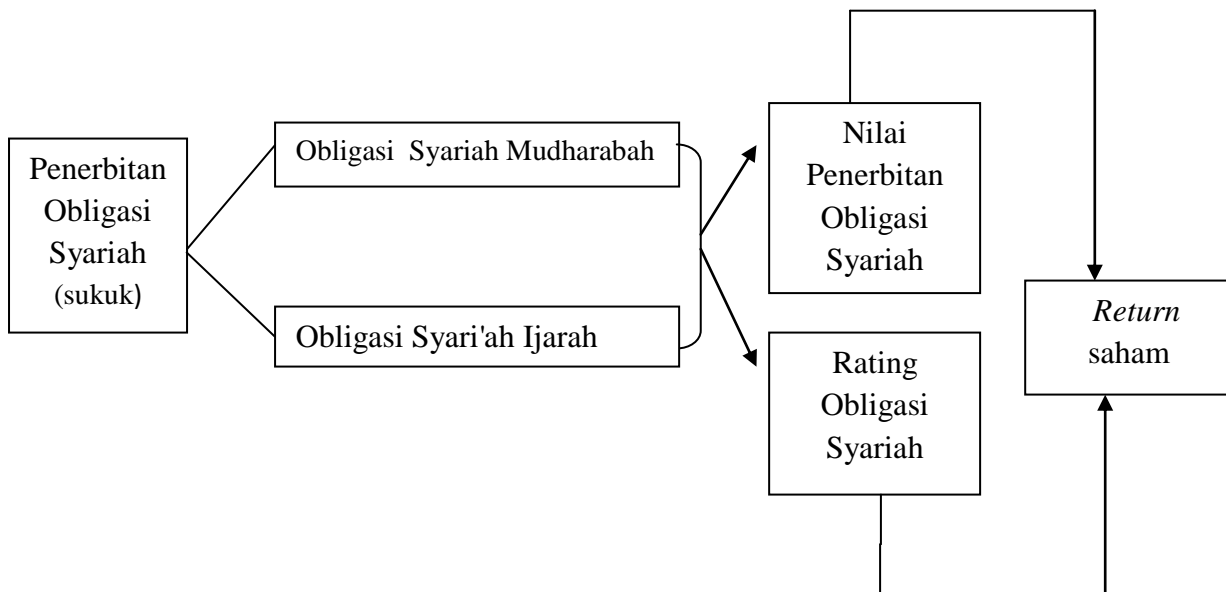 Penerbitan
Obligasi
Syariah
(sukuk)
Obligasi Syariah Mudharabah
Obligasi Syari'ah Ijarah
Nilai
Penerbitan
Obligasi
Syariah
Rating
Obligasi
Syariah
Return
saham